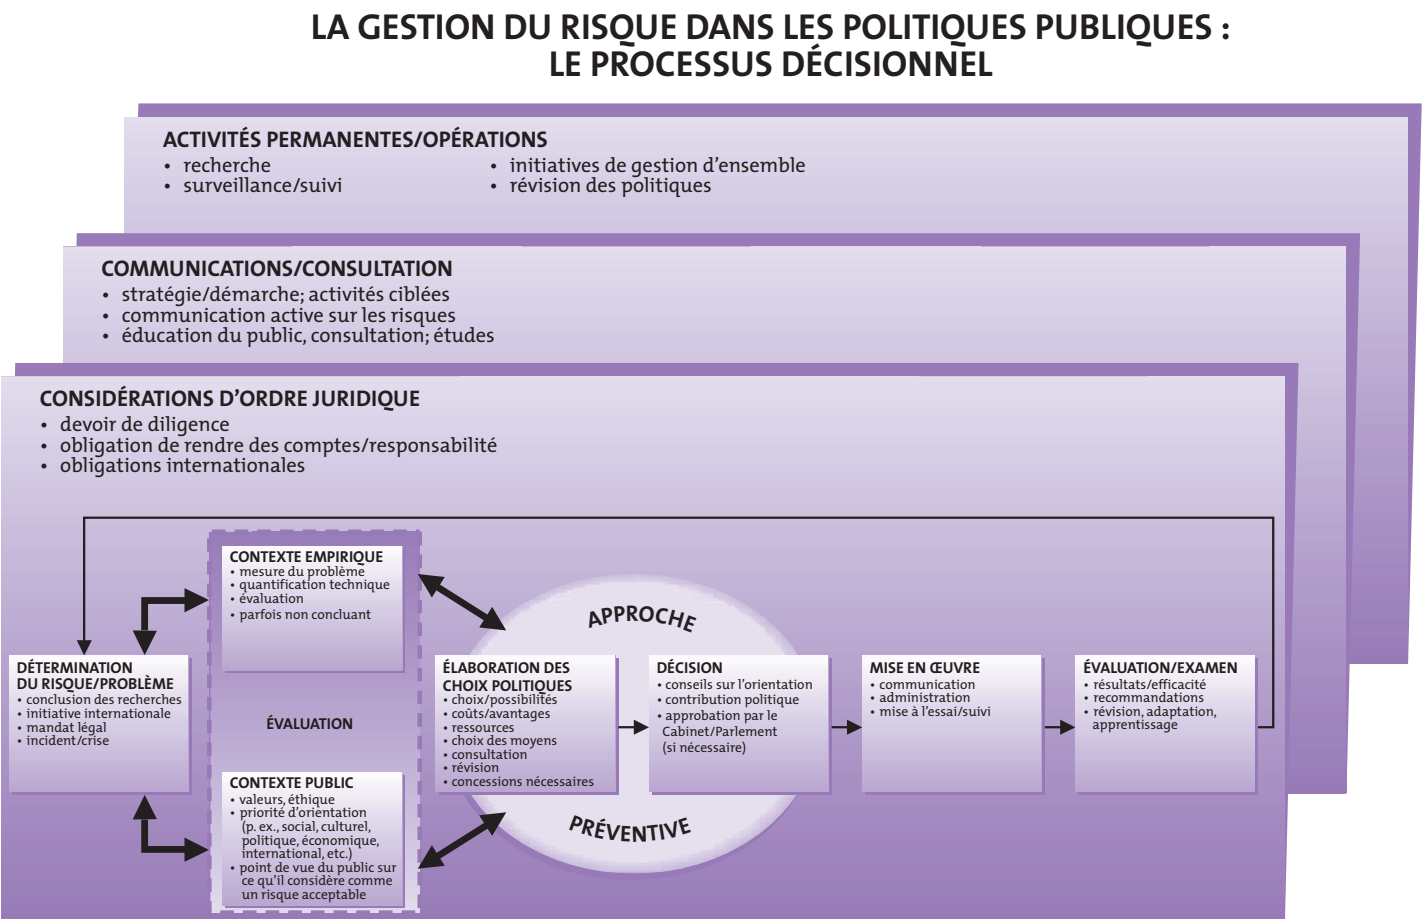 LA GESTION DU RISQUE DANS LES POLITIQUES PUBLIQUES :
LE PROCESSUS DÉCISIONNEL
ACTIVITÉS PERMANENTES/OPÉRATIONS
• recherche
• surveillance/suivi
• initiatives de gestion d’ensemble
• révision des politiques
COMMUNICATIONS/CONSULTATION
• stratégie/démarche; activités ciblées
• communication active sur les risques
• éducation du public, consultation; études
CONSIDÉRATIONS D’ORDRE JURIDIQUE
• devoir de diligence
• obligation de rendre des comptes/responsabilité
• obligations internationales
DÉTERMINATION
DU RISQUE/PROBLÈME
• conclusion des recherches
• initiative internationale
• mandat légal
• incident/crise
CONTEXTE EMPIRIQUE
• mesure du problème
• quantification technique
• évaluation
• parfois non concluant
ÉVALUATION
CONTEXTE PUBLIC
• valeurs, éthique
• priorité d’orientation
(p. ex., social, culturel,
politique, économique,
international, etc.)
• point de vue du public sur
ce qu’il considère comme
un risque acceptable
APPROCHE
ÉLABORATION DES
CHOIX POLITIQUES
• choix/possibilités
• coûts/avantages
• ressources
• choix des moyens
• consultation
• révision
• concessions nécessaires
DÉCISION
• conseils sur l’orientation
• contribution politique
• approbation par le
Cabinet/Parlement
(si nécessaire)
PRÉVENTIVE
MISE EN ŒUVRE
• communication
• administration
• mise à l’essai/suivi
ÉVALUATION/EXAMEN
• résultats/efficacité
• recommandations
• révision, adaptation,
apprentissage